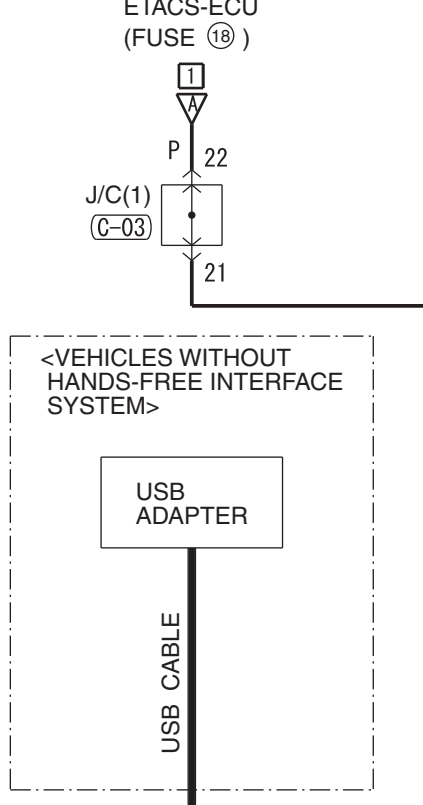 ETACS-ECU
(FUSE 18 )
1
A
P 22
J/C(1)
(C-03)
21
<VEHICLES WITHOUT
HANDS-FREE INTERFACE
SYSTEM>
USB
ADAPTER
USB CABLE